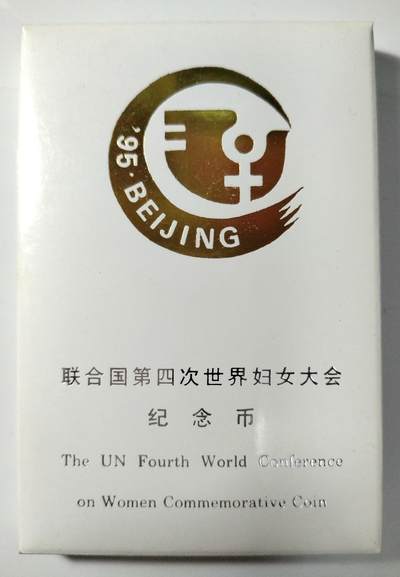 '95·BEIJING
联合国第四次世界妇女大会
纪念币
The UN Fourth World Conference
on Women Commemorative Coin